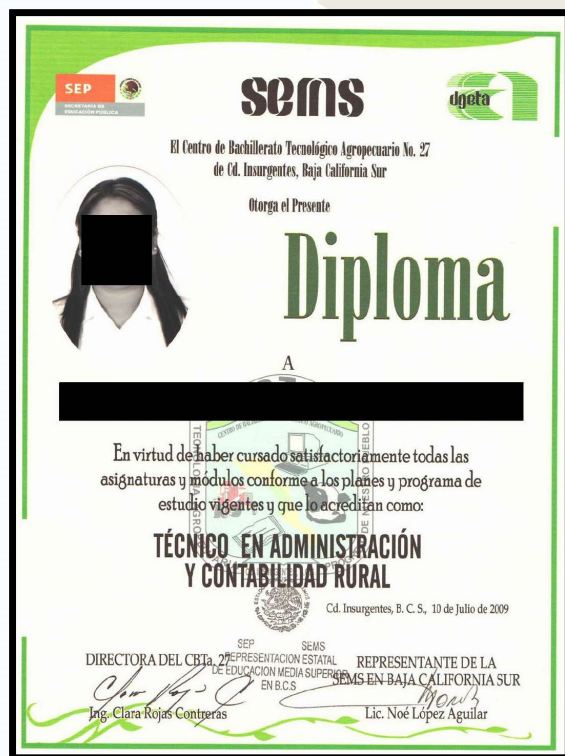 SEP
SECRETARÍA DE
EDUCACIÓN PÚBLICA
sems
dgeta
El Centro de Bachillerato Tecnológico Agropecuario No. 27
de Cd. Insurgentes, Baja California Sur
Otorga el Presente
Diploma
A
En virtud de haber cursado satisfactoriamente todas las
asignaturas y módulos conforme a los planes y programa de
estudio vigentes y que lo acreditan como:
TÉCNICO EN ADMINISTRACIÓN
Y CONTABILIDAD RURAL
Cd. Insurgentes, B. C. S., 10 de Julio de 2009
SEP SEMS
REPRESENTACION ESTATAL
DE EDUCACION MEDIA SUPERIOR
EN B.C.S
DIRECTORA DEL CBTa. 27
Ing. Clara Rojas Contreras
REPRESENTANTE DE LA
SEMS EN BAJA CALIFORNIA SUR
Lic. Noé López Aguilar